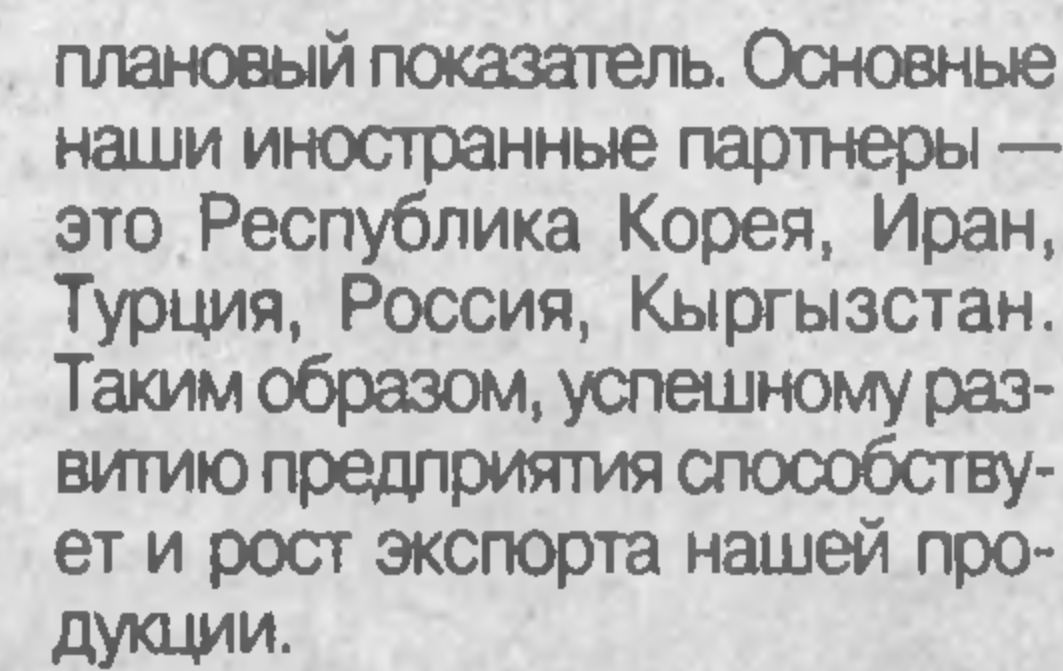 плановый показатель. Основные
наши иностранные партнеры —
это Республика Корея, Иран,
Турция, Россия, Кыргызстан.
Таким образом, успешному раз-
витию предприятия способству-
ет и рост экспорта нашей про-
дукции.